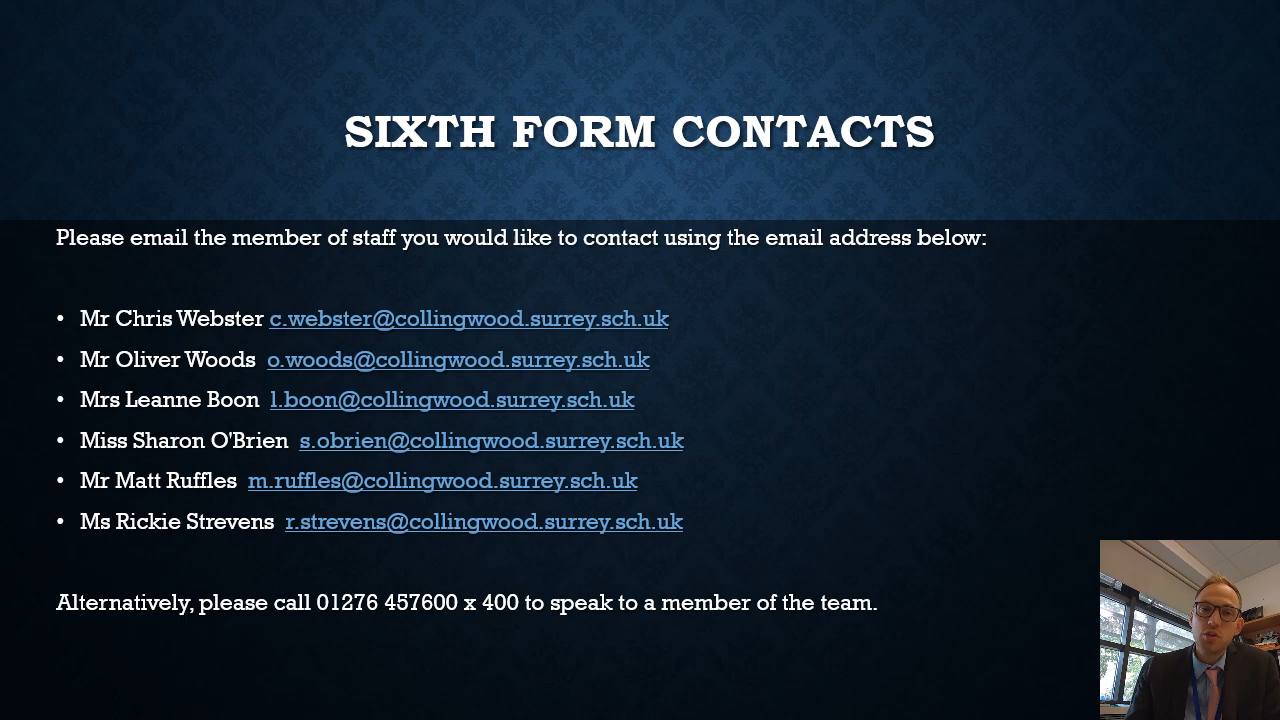 SIXTH FORM CONTACTS
Please email the member of staff you would like to contact using the email address below:
• Mr Chris Webster c.webster@collingwood.surrey.sch.uk
• Mr Oliver Woods o.woods@collingwood.surrey.sch.uk
• Mrs Leanne Boon l.boon@collingwood.surrey.sch.uk
• Miss Sharon O'Brien s.obrien@collingwood.surrey.sch.uk
• Mr Matt Ruffles m.ruffles@collingwood.surrey.sch.uk
• Ms Rickie Strevens r.strevens@collingwood.surrey.sch.uk
Alternatively, please call 01276 457600 x 400 to speak to a member of the team.